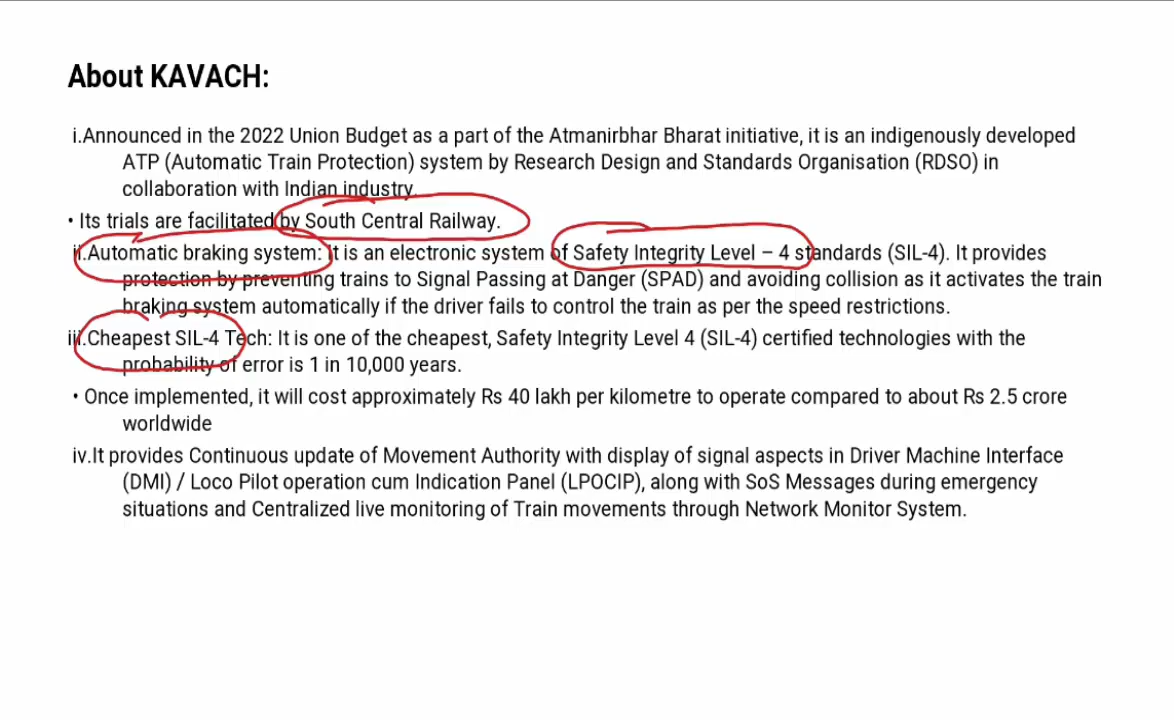 About KAVACH:
i.Announced in the 2022 Union Budget as a part of the Atmanirbhar Bharat initiative, it is an indigenously developed
ATP (Automatic Train Protection) system by Research Design and Standards Organisation (RDSO) in
collaboration with Indian industry.
• Its trials are facilitated by South Central Railway.
ii.Automatic braking system: It is an electronic system of Safety Integrity Level – 4 standards (SIL-4). It provides
protection by preventing trains to Signal Passing at Danger (SPAD) and avoiding collision as it activates the train
braking system automatically if the driver fails to control the train as per the speed restrictions.
iii.Cheapest SIL-4 Tech: It is one of the cheapest, Safety Integrity Level 4 (SIL-4) certified technologies with the
probability of error is 1 in 10,000 years.
• Once implemented, it will cost approximately Rs 40 lakh per kilometre to operate compared to about Rs 2.5 crore
worldwide
iv.It provides Continuous update of Movement Authority with display of signal aspects in Driver Machine Interface
(DMI) / Loco Pilot operation cum Indication Panel (LPOCIP), along with SoS Messages during emergency
situations and Centralized live monitoring of Train movements through Network Monitor System.